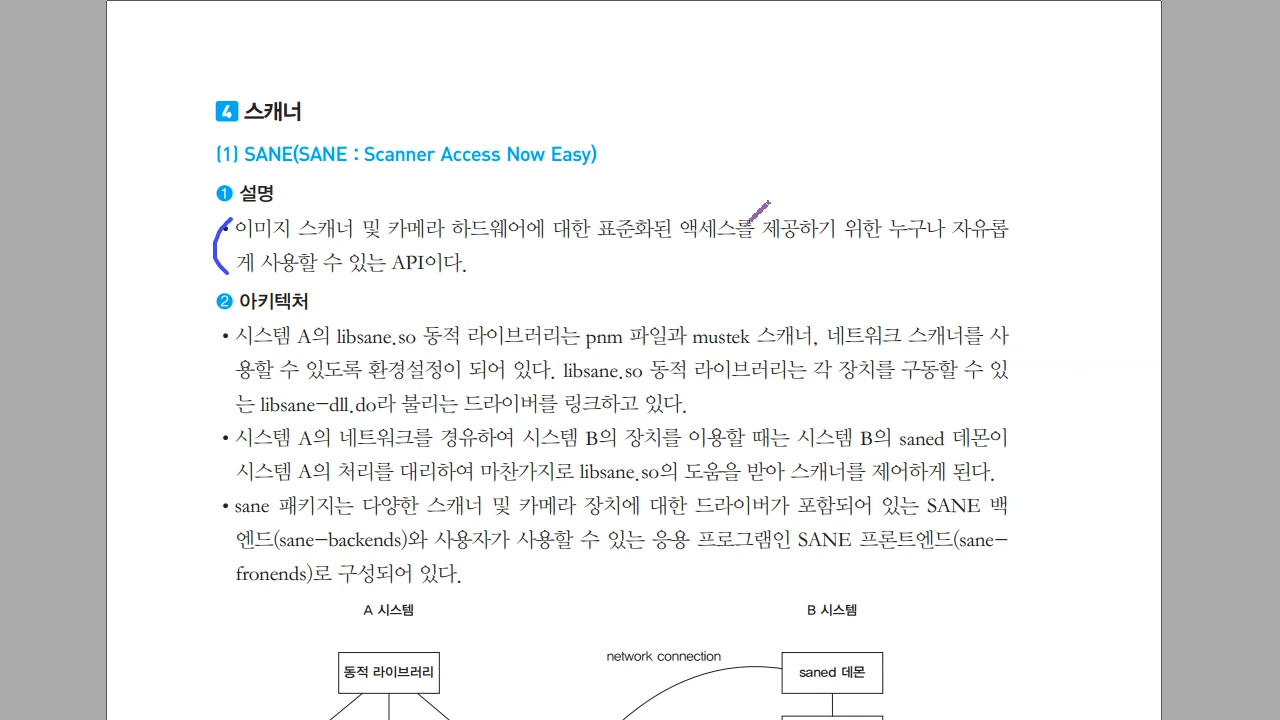 4 스캐너
(1) SANE(SANE : Scanner Access Now Easy)
1 설명
• 이미지 스캐너 및 카메라 하드웨어에 대한 표준화된 액세스를 제공하기 위한 누구나 자유롭
게 사용할 수 있는 API이다.
2 아키텍처
• 시스템 A의 libsane.so 동적 라이브러리는 pnm 파일과 mustek 스캐너, 네트워크 스캐너를 사
용할 수 있도록 환경설정이 되어 있다. libsane.so 동적 라이브러리는 각 장치를 구동할 수 있
는 libsane-dll.do라 불리는 드라이버를 링크하고 있다.
• 시스템 A의 네트워크를 경유하여 시스템 B의 장치를 이용할 때는 시스템 B의 saned 데몬이
시스템 A의 처리를 대리하여 마찬가지로 libsane.so의 도움을 받아 스캐너를 제어하게 된다.
• sane 패키지는 다양한 스캐너 및 카메라 장치에 대한 드라이버가 포함되어 있는 SANE 백
엔드(sane-backends)와 사용자가 사용할 수 있는 응용 프로그램인 SANE 프론트엔드(sane-
fronends)로 구성되어 있다.
A 시스템
B 시스템
network connection
동적 라이브러리
saned 데몬